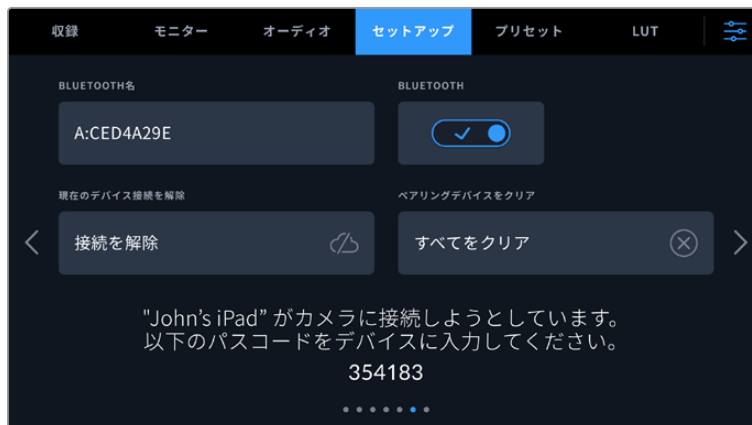 収録 モニター オーディオ セットアップ プリセット LUT
BLUETOOTH名 BLUETOOTH
A:CED4A29E
現在のデバイス接続を解除 ペアリングデバイスをクリア
接続を解除 すべてをクリア
"John’s iPad” がカメラに接続しようとしています。
以下のパスコードをデバイスに入力してください。
354183